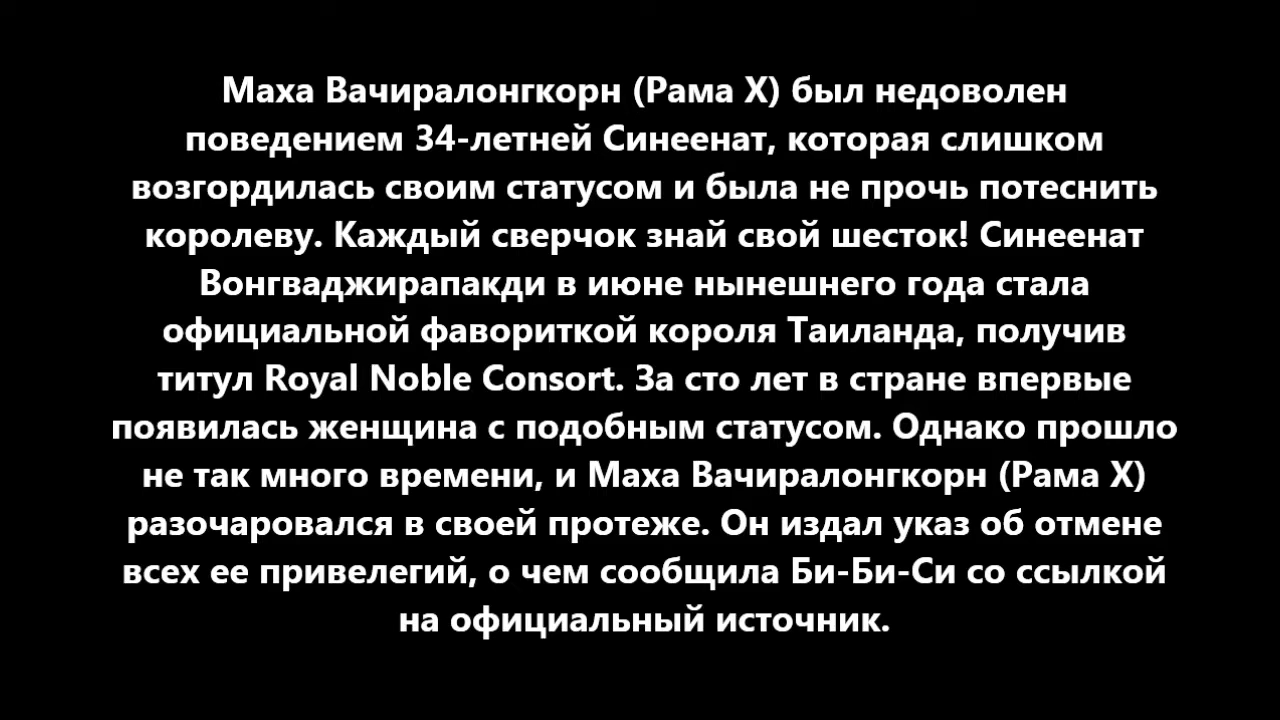 Маха Вачиралонгкорн (Рама X) был недоволен
поведением 34-летней Синеенат, которая слишком
возгордилась своим статусом и была не прочь потеснить
королеву. Каждый сверчок знай свой шесток! Синеенат
Вонгваджирапакди в июне нынешнего года стала
официальной фавориткой короля Таиланда, получив
титул Royal Noble Consort. За сто лет в стране впервые
появилась женщина с подобным статусом. Однако прошло
не так много времени, и Маха Вачиралонгкорн (Рама X)
разочаровался в своей протеже. Он издал указ об отмене
всех ее привелегий, о чем сообщила Би-Би-Си со ссылкой
на официальный источник.